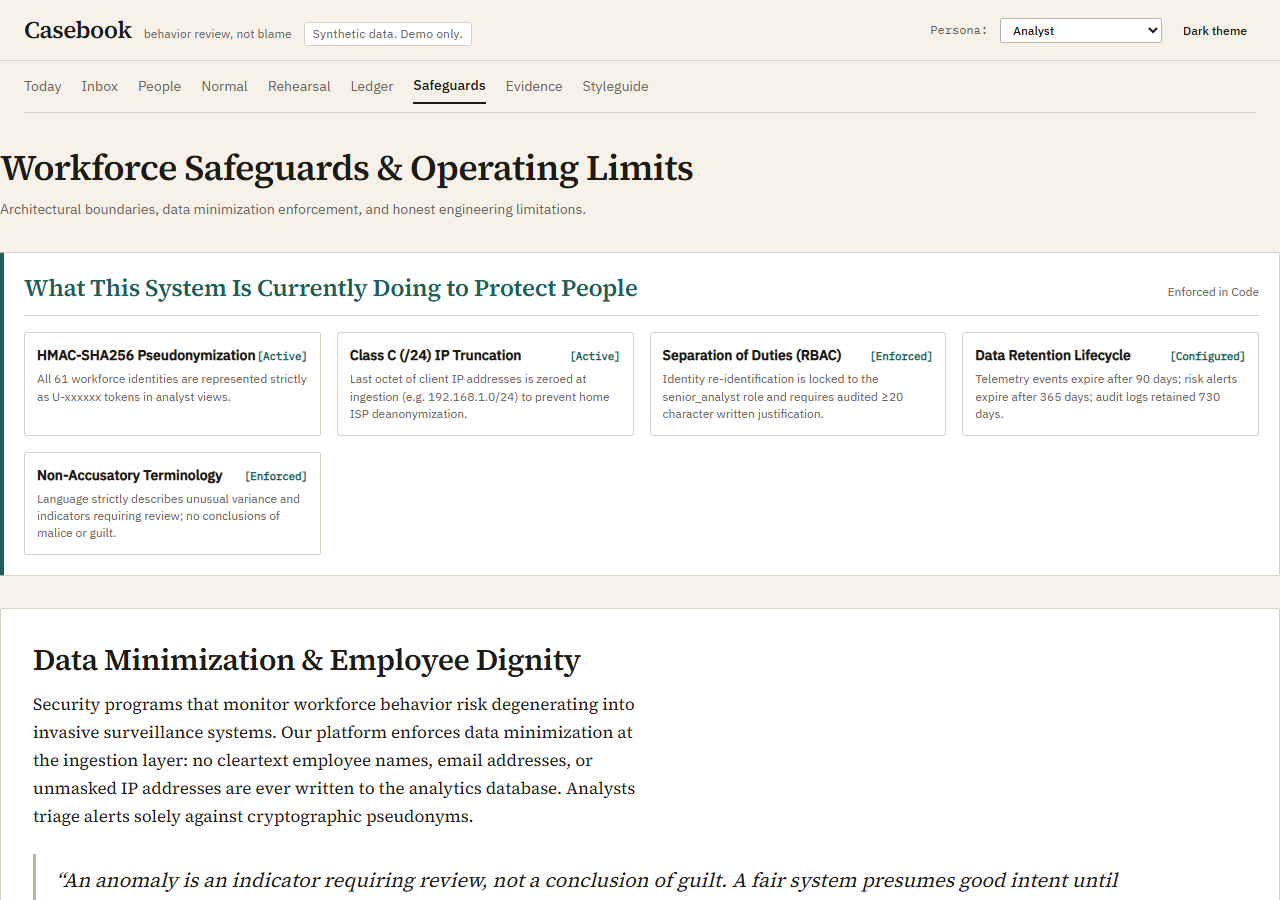 Casebook behavior review, not blame Synthetic data. Demo only. Persona: Analyst Dark theme
Today Inbox People Normal Rehearsal Ledger Safeguards Evidence Styleguide
Workforce Safeguards & Operating Limits
Architectural boundaries, data minimization enforcement, and honest engineering limitations.
What This System Is Currently Doing to Protect People
Enforced in Code
HMAC-SHA256 Pseudonymization [Active]
All 61 workforce identities are represented strictly
as U-xxxxxx tokens in analyst views.
Class C (/24) IP Truncation [Active]
Last octet of client IP addresses is zeroed at
ingestion (e.g. 192.168.1.0/24) to prevent home
ISP deanonymization.
Separation of Duties (RBAC) [Enforced]
Identity re-identification is locked to the
senior_analyst role and requires audited ≥20
character written justification.
Data Retention Lifecycle [Configured]
Telemetry events expire after 90 days; risk alerts
expire after 365 days; audit logs retained 730
days.
Non-Accusatory Terminology [Enforced]
Language strictly describes unusual variance and
indicators requiring review; no conclusions of
malice or guilt.
Data Minimization & Employee Dignity
Security programs that monitor workforce behavior risk degenerating into
invasive surveillance systems. Our platform enforces data minimization at
the ingestion layer: no cleartext employee names, email addresses, or
unmasked IP addresses are ever written to the analytics database. Analysts
triage alerts solely against cryptographic pseudonyms.
“An anomaly is an indicator requiring review, not a conclusion of guilt. A fair system presumes good intent until